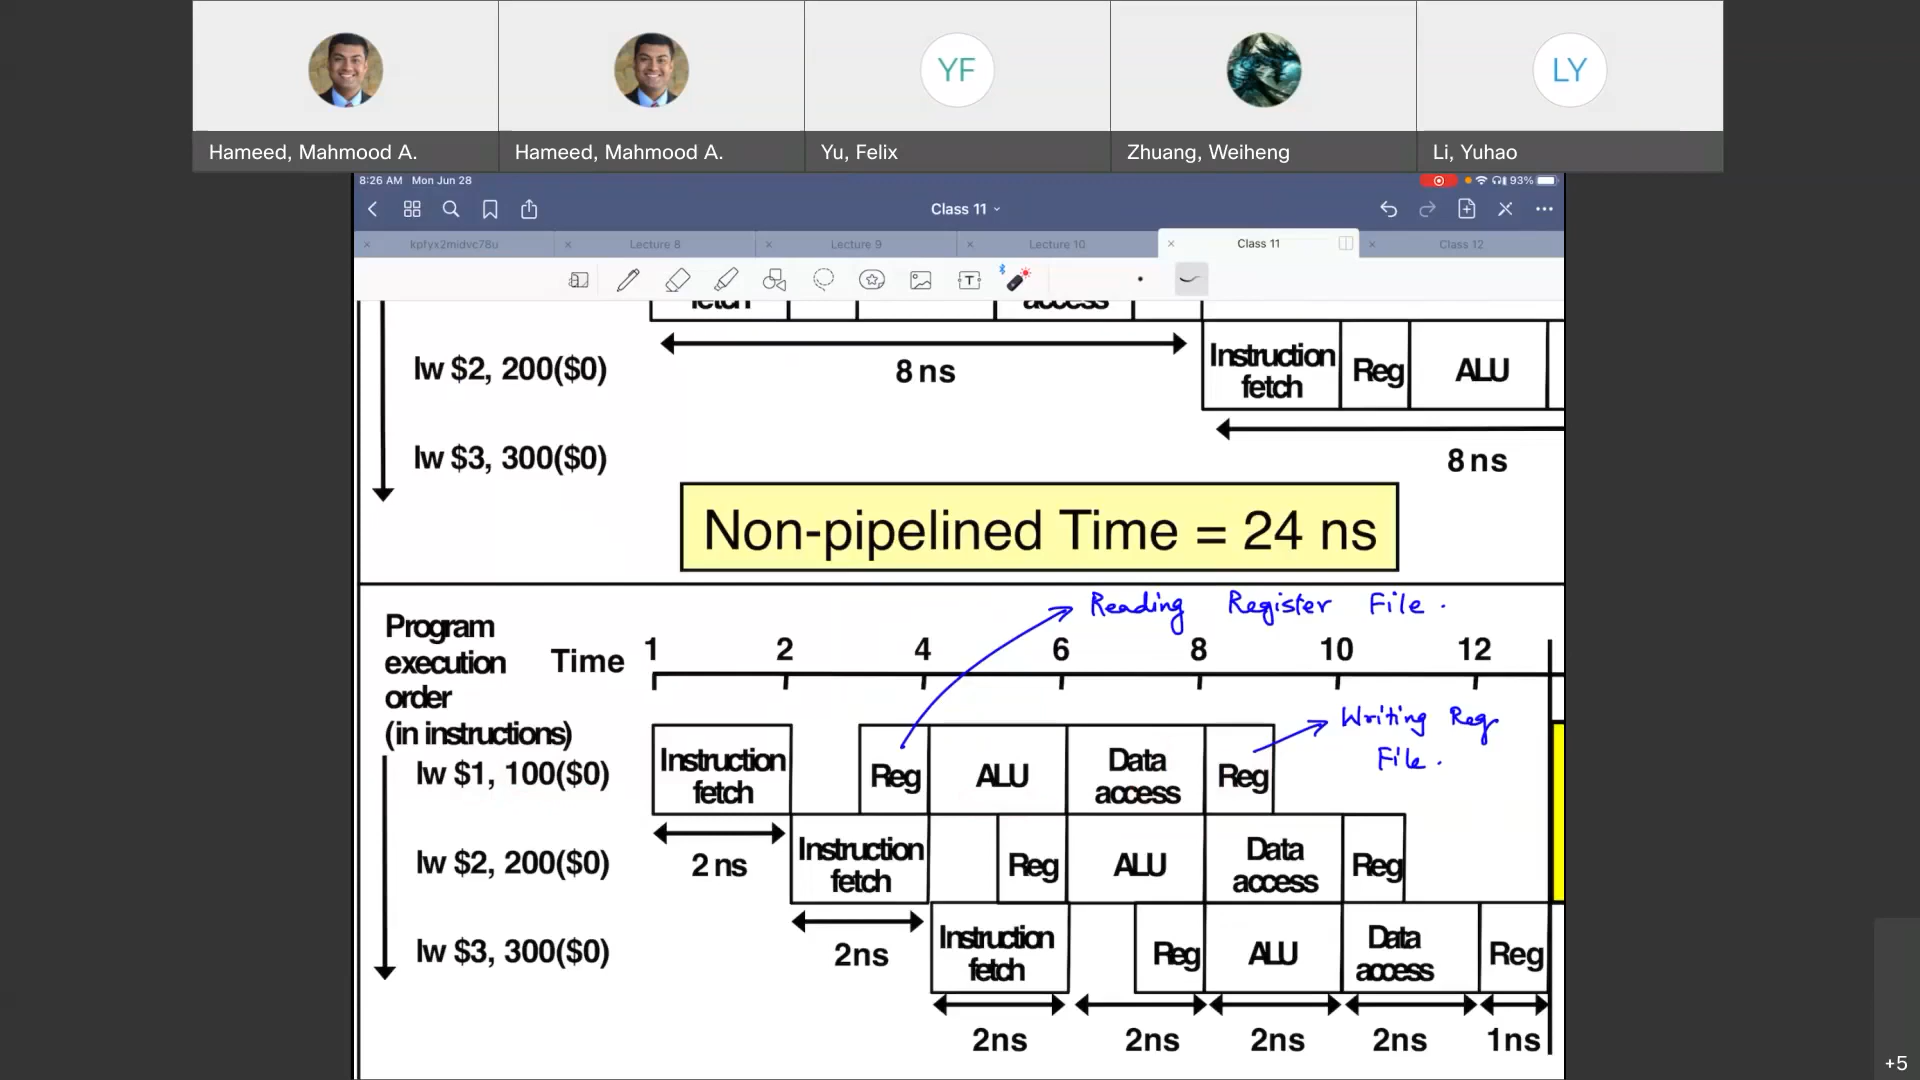 YF
LY
Hameed, Mahmood A.
Hameed, Mahmood A.
Yu, Felix
Zhuang, Weiheng
Li, Yuhao
8:26 AM Mon Jun 28
93%
Class 11
kpfyx2midvc78u
Lecture 8
Lecture 9
Lecture 10
Class 11
Class 12
fetch
access
lw $2, 200($0)
8 ns
Instruction
fetch
Reg
ALU
lw $3, 300($0)
8 ns
Non-pipelined Time = 24 ns
Reading Register File.
Program
execution
order
(in instructions)
Time
1 2 4 6 8 10 12
Writing Reg
File.
lw $1, 100($0)
Instruction
fetch
Reg
ALU
Data
access
Reg
2 ns
lw $2, 200($0)
Instruction
fetch
Reg
ALU
Data
access
Reg
2ns
lw $3, 300($0)
Instruction
fetch
Reg
ALU
Data
access
Reg
2ns 2ns 2ns 2ns 1ns
+5